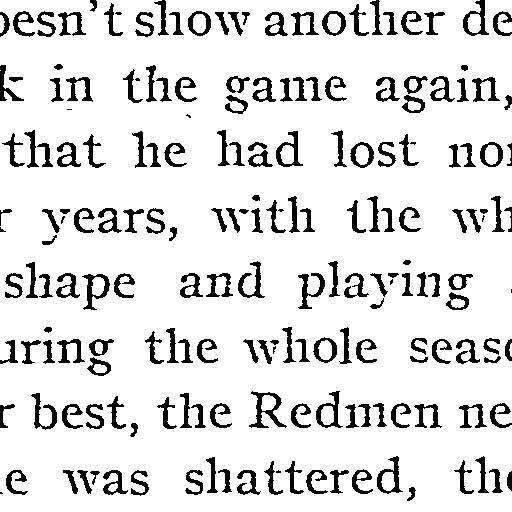 oesn't show another de
k in the game again,
that he had lost no
r years, with the wh
shape and playing
uring the whole seas
r best, the Redmen ne
e was shattered, the